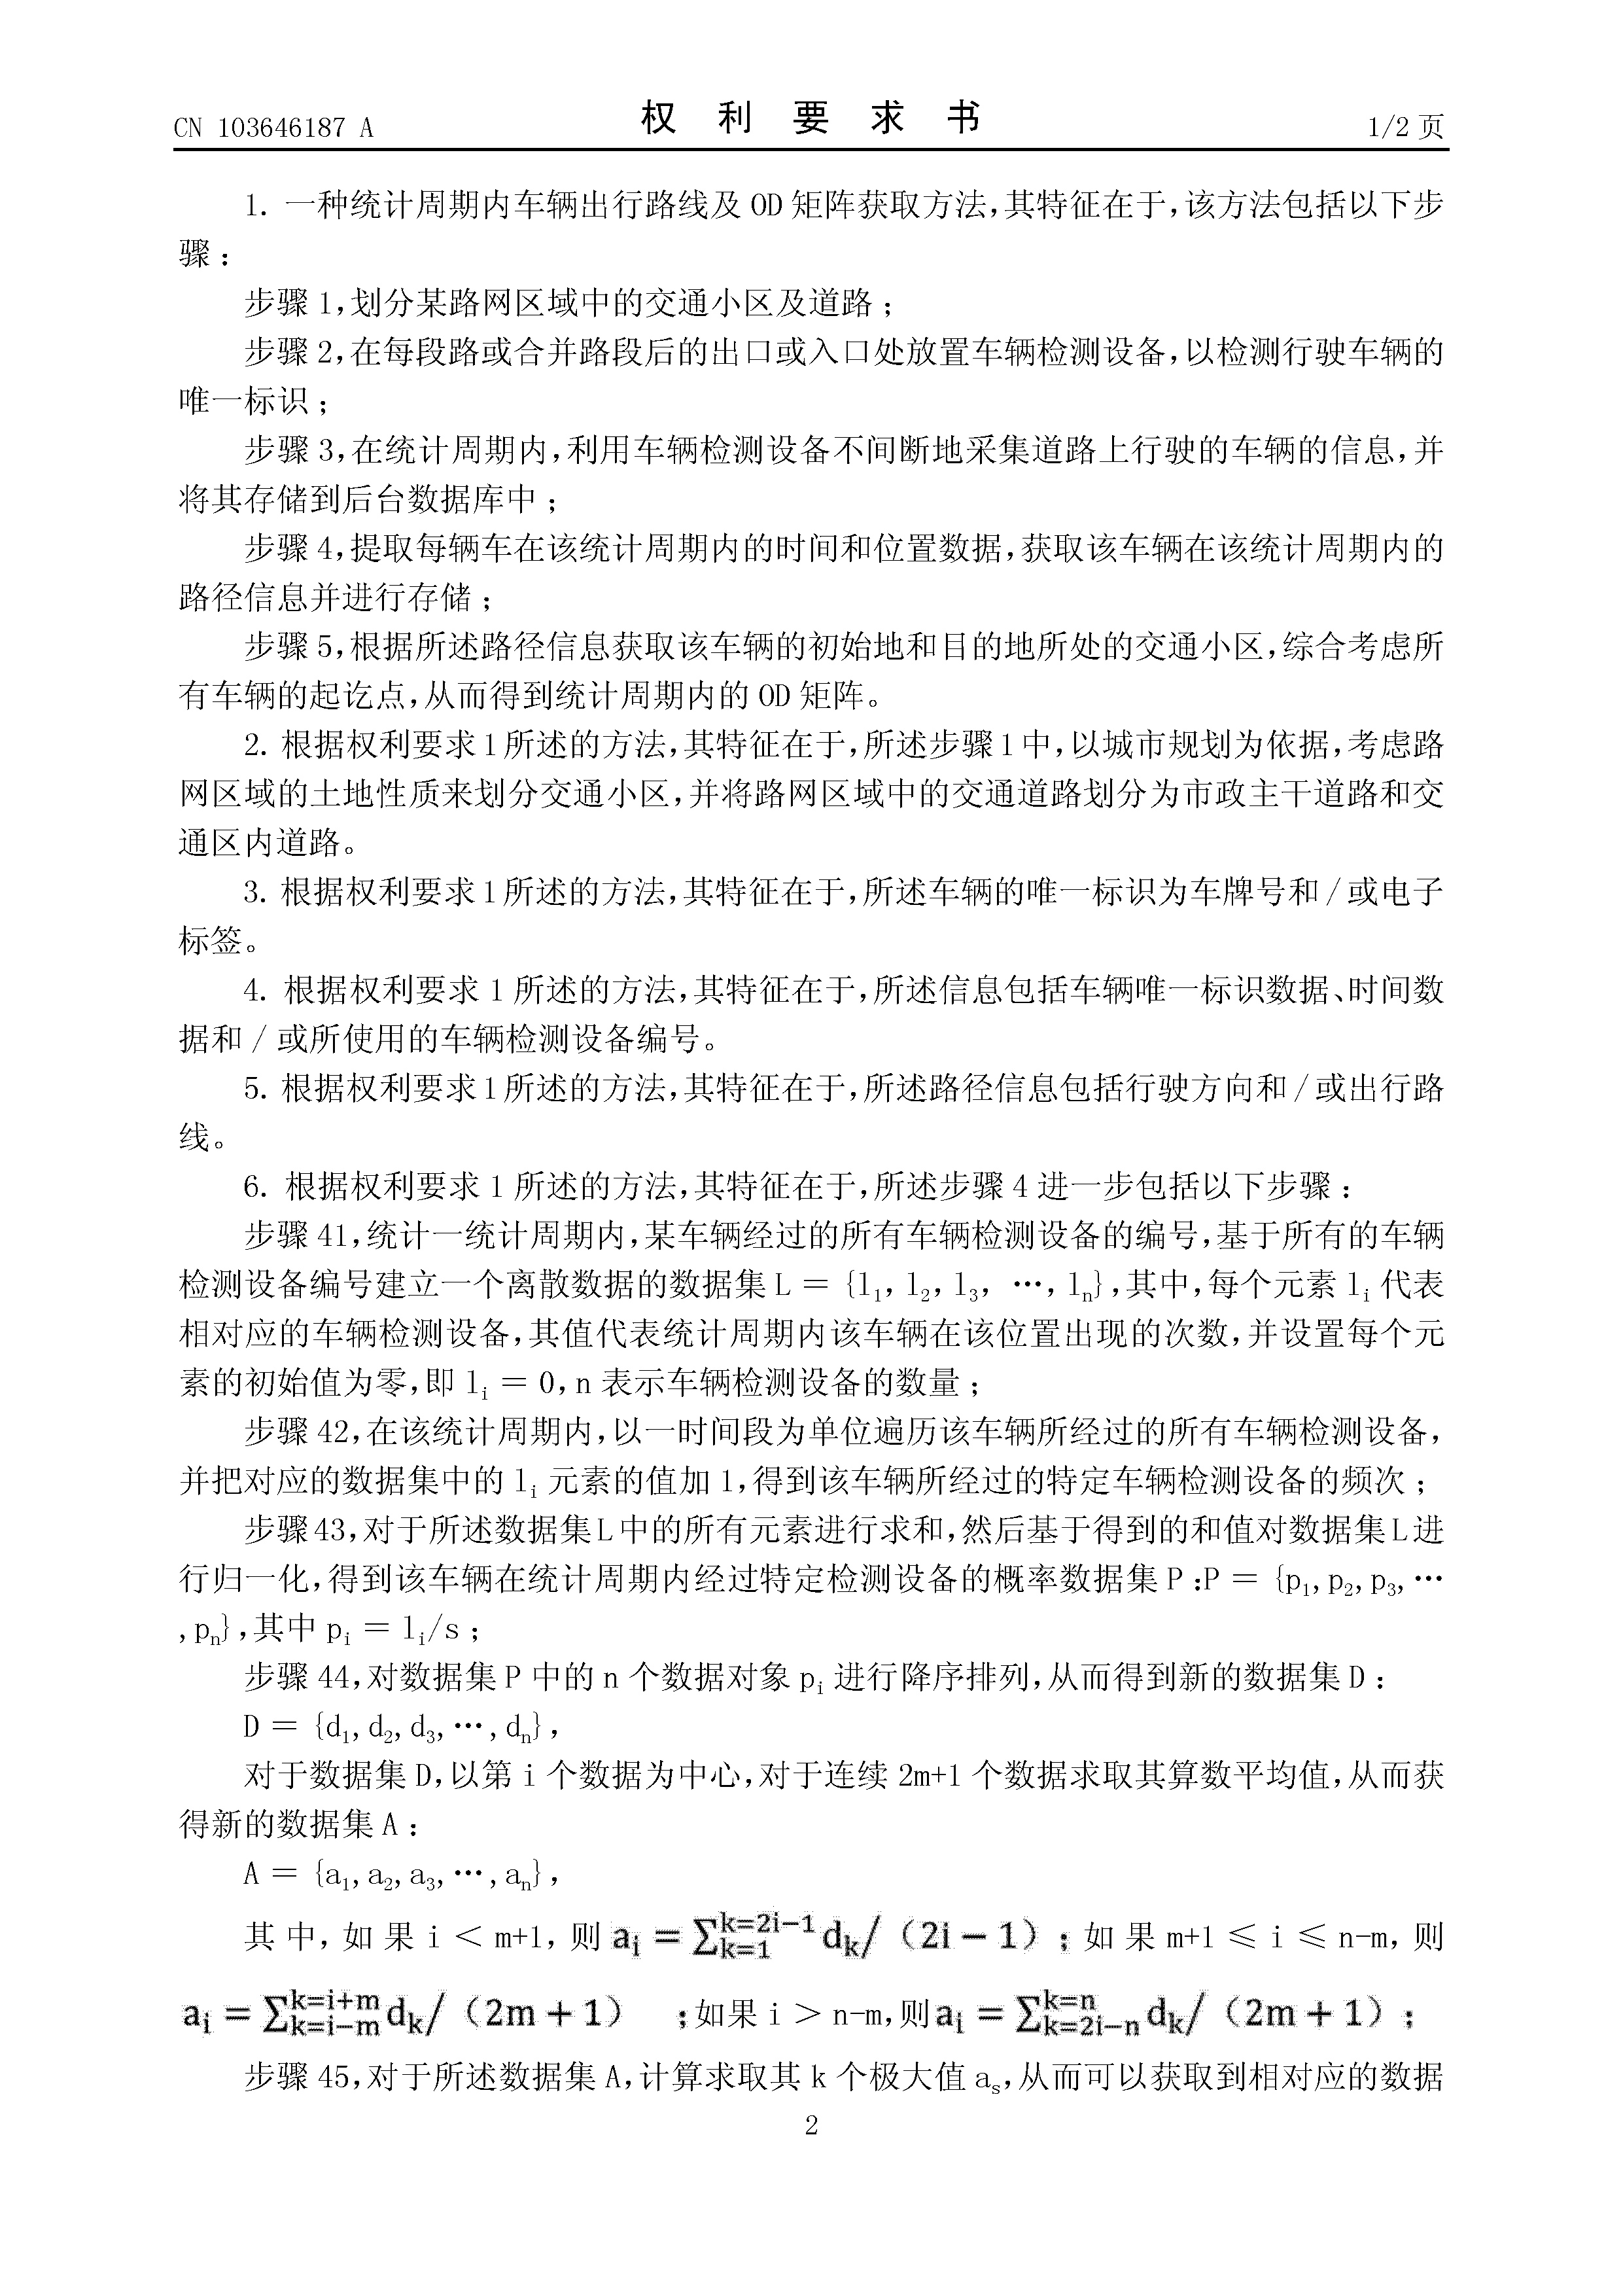 CN 103646187 A 权 利 要 求 书 1/2 页
1. 一种统计周期内车辆出行路线及 OD 矩阵获取方法,其特征在于,该方法包括以下步
骤：
步骤 1,划分某路网区域中的交通小区及道路；
步骤 2,在每段路或合并路段后的出口或入口处放置车辆检测设备,以检测行驶车辆的
唯一标识；
步骤 3,在统计周期内,利用车辆检测设备不间断地采集道路上行驶的车辆的信息,并
将其存储到后台数据库中；
步骤 4,提取每辆车在该统计周期内的时间和位置数据,获取该车辆在该统计周期内的
路径信息并进行存储；
步骤 5,根据所述路径信息获取该车辆的初始地和目的地所处的交通小区,综合考虑所
有车辆的起讫点,从而得到统计周期内的 OD 矩阵。
2. 根据权利要求 1 所述的方法,其特征在于,所述步骤 1 中,以城市规划为依据,考虑路
网区域的土地性质来划分交通小区,并将路网区域中的交通道路划分为市政主干道路和交
通区内道路。
3. 根据权利要求 1 所述的方法,其特征在于,所述车辆的唯一标识为车牌号和 / 或电子
标签。
4. 根据权利要求 1 所述的方法,其特征在于,所述信息包括车辆唯一标识数据、时间数
据和 / 或所使用的车辆检测设备编号。
5. 根据权利要求 1 所述的方法,其特征在于,所述路径信息包括行驶方向和 / 或出行路
线。
6. 根据权利要求 1 所述的方法,其特征在于,所述步骤 4 进一步包括以下步骤：
步骤 41,统计一统计周期内,某车辆经过的所有车辆检测设备的编号,基于所有的车辆
检测设备编号建立一个离散数据的数据集 L = {l₁, l₂, l₃, …, lₙ},其中,每个元素 lᵢ 代表
相对应的车辆检测设备,其值代表统计周期内该车辆在该位置出现的次数,并设置每个元
素的初始值为零,即 lᵢ = 0, n 表示车辆检测设备的数量；
步骤 42,在该统计周期内,以一时间段为单位遍历该车辆所经过的所有车辆检测设备,
并把对应的数据集中的 lᵢ 元素的值加 1,得到该车辆所经过的特定车辆检测设备的频次；
步骤 43,对于所述数据集 L 中的所有元素进行求和,然后基于得到的和值对数据集 L 进
行归一化,得到该车辆在统计周期内经过特定检测设备的概率数据集 P :P = {p₁, p₂, p₃, …
, pₙ},其中 pᵢ = lᵢ/s ；
步骤 44,对数据集 P 中的 n 个数据对象 pᵢ 进行降序排列,从而得到新的数据集 D ：
D = {d₁, d₂, d₃, …, dₙ},
对于数据集 D,以第 i 个数据为中心,对于连续 2m+1 个数据求取其算数平均值,从而获
得新的数据集 A ：
A = {a₁, a₂, a₃, …, aₙ},
其中,如果 i < m+1, 则 aᵢ = ∑_{k=1}^{k=2i−1} dₖ/（2i − 1）；如果 m+1 ≤ i ≤ n-m, 则
aᵢ = ∑_{k=i−m}^{k=i+m} dₖ/（2m + 1）；如果 i > n-m, 则 aᵢ = ∑_{k=2i−n}^{k=n} dₖ/（2m + 1）；
步骤 45,对于所述数据集 A,计算求取其 k 个极大值 aₛ,从而可以获取到相对应的数据
2